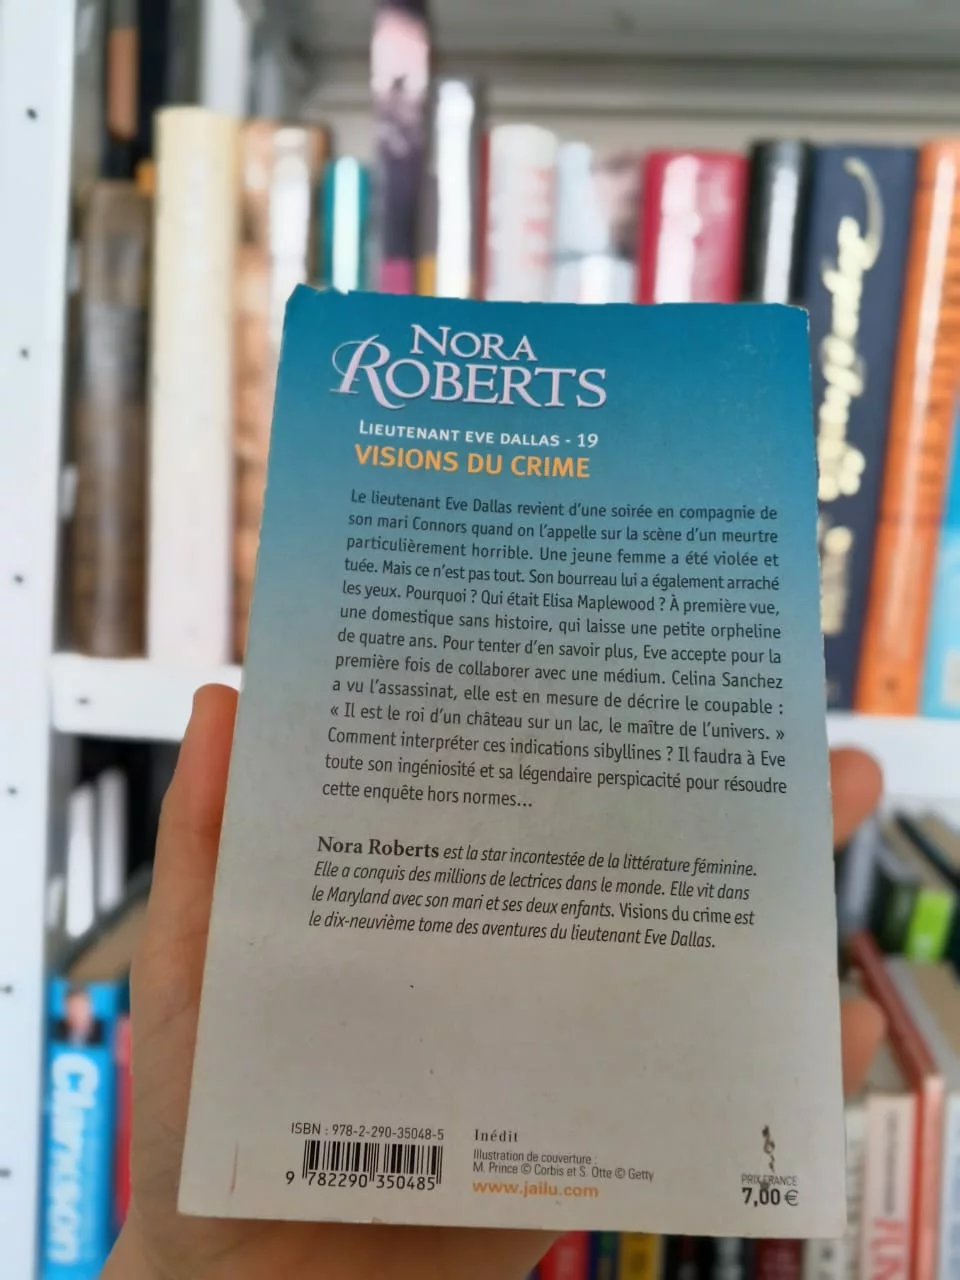 NORA
ROBERTS
LIEUTENANT EVE DALLAS - 19
VISIONS DU CRIME
Le lieutenant Eve Dallas revient d'une soirée en compagnie de
son mari Connors quand on l'appelle sur la scène d'un meurtre
particulièrement horrible. Une jeune femme a été violée et
tuée. Mais ce n'est pas tout. Son bourreau lui a également arraché
les yeux. Pourquoi ? Qui était Elisa Maplewood ? À première vue,
une domestique sans histoire, qui laisse une petite orpheline
de quatre ans. Pour tenter d'en savoir plus, Eve accepte pour la
première fois de collaborer avec une médium. Celina Sanchez
a vu l'assassinat, elle est en mesure de décrire le coupable :
« Il est le roi d'un château sur un lac, le maître de l'univers. »
Comment interpréter ces indications sibyllines ? Il faudra à Eve
toute son ingéniosité et sa légendaire perspicacité pour résoudre
cette enquête hors normes...
Nora Roberts est la star incontestée de la littérature féminine.
Elle a conquis des millions de lectrices dans le monde. Elle vit dans
le Maryland avec son mari et ses deux enfants. Visions du crime est
le dix-neuvième tome des aventures du lieutenant Eve Dallas.
ISBN : 978-2-290-35048-5
9 782290 350485
Inédit
Illustration de couverture :
M. Prince © Corbis et S. Otte © Getty
www.jailu.com
PRIX FRANCE
7,00 €
Clarkson